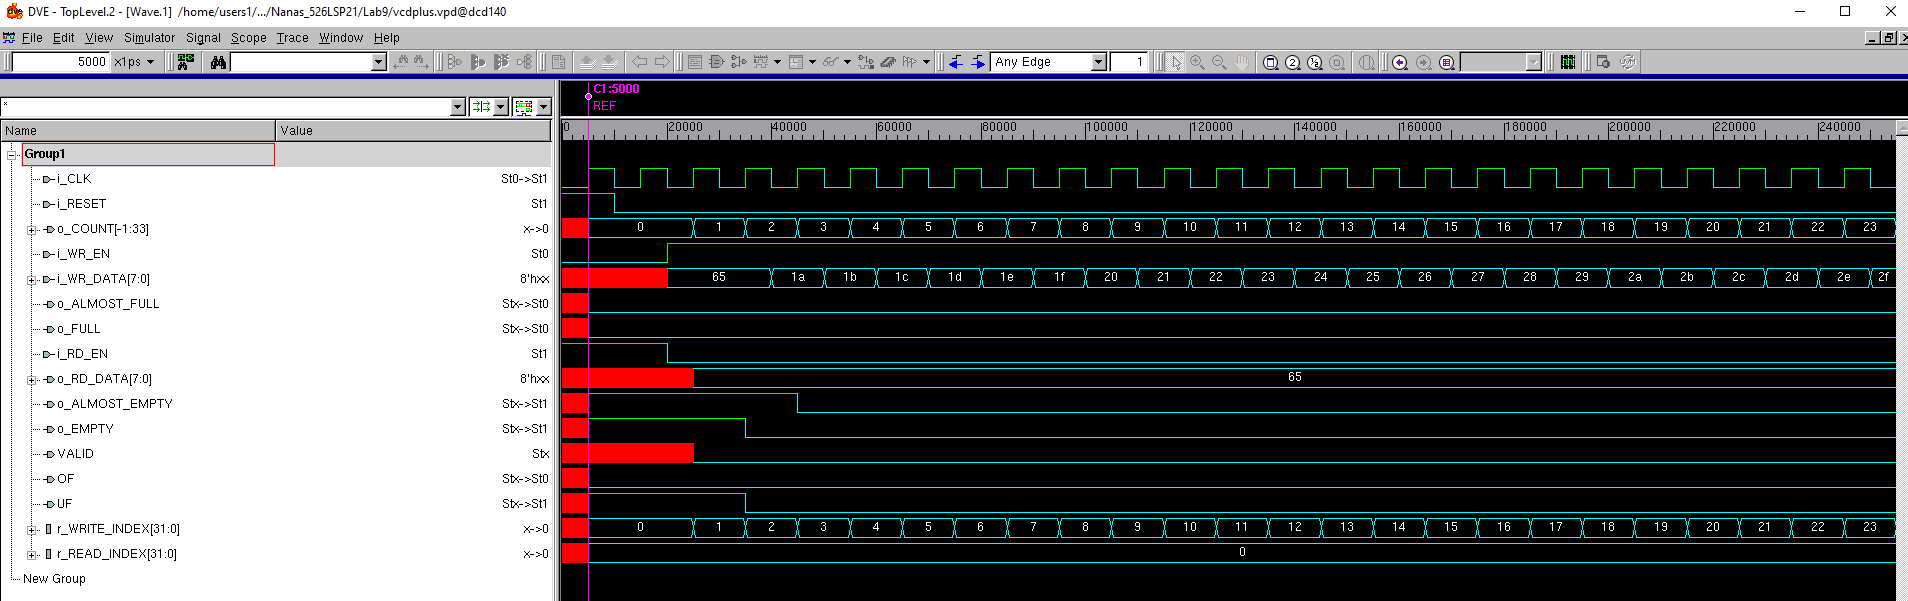 DVE - TopLevel.2 - [Wave.1] /home/users1/.../Nanas_526LSP21/Lab9/vcdplus.vpd@dcd140
File Edit View Simulator Signal Scope Trace Window Help
5000 x1ps Any Edge 1
C1:5000
REF
*
Name Value
0 20000 40000 60000 80000 100000 120000 140000 160000 180000 200000 220000 240000
Group1
i_CLK St0->St1
i_RESET St1
o_COUNT[-1:33] x->0 0 1 2 3 4 5 6 7 8 9 10 11 12 13 14 15 16 17 18 19 20 21 22 23
i_WR_EN St0
i_WR_DATA[7:0] 8'hxx 65 1a 1b 1c 1d 1e 1f 20 21 22 23 24 25 26 27 28 29 2a 2b 2c 2d 2e 2f
o_ALMOST_FULL Stx->St0
o_FULL Stx->St0
i_RD_EN St1
o_RD_DATA[7:0] 8'hxx 65
o_ALMOST_EMPTY Stx->St1
o_EMPTY Stx->St1
VALID Stx
OF Stx->St0
UF Stx->St1
r_WRITE_INDEX[31:0] x->0 0 1 2 3 4 5 6 7 8 9 10 11 12 13 14 15 16 17 18 19 20 21 22 23
r_READ_INDEX[31:0] x->0 0
New Group